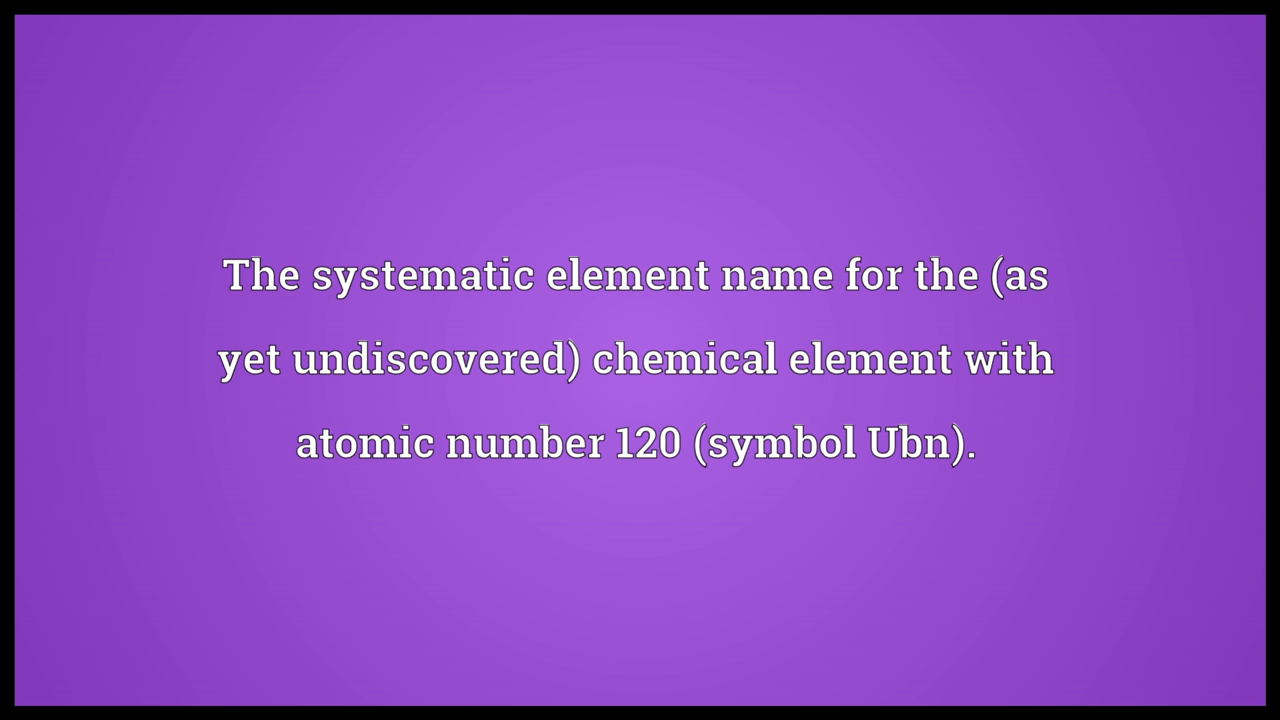 The systematic element name for the (as
yet undiscovered) chemical element with
atomic number 120 (symbol Ubn).